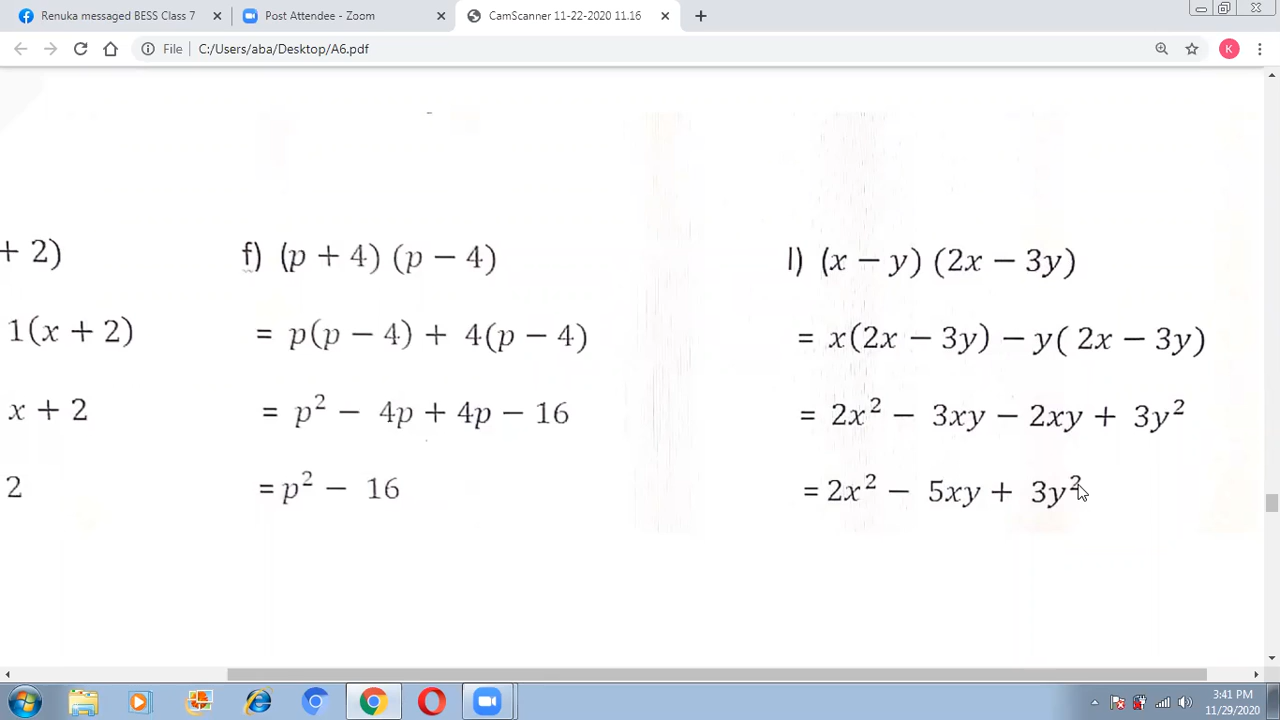 Renuka messaged BESS Class 7
Post Attendee - Zoom
CamScanner 11-22-2020 11.16
File
C:/Users/aba/Desktop/A6.pdf
K
+ 2)
1(x + 2)
x + 2
2
f) (p + 4) (p − 4)
= p(p − 4) + 4(p − 4)
= p² − 4p + 4p − 16
= p² − 16
l) (x − y) (2x − 3y)
= x(2x − 3y) − y( 2x − 3y)
= 2x² − 3xy − 2xy + 3y²
= 2x² − 5xy + 3y²
3:41 PM
11/29/2020